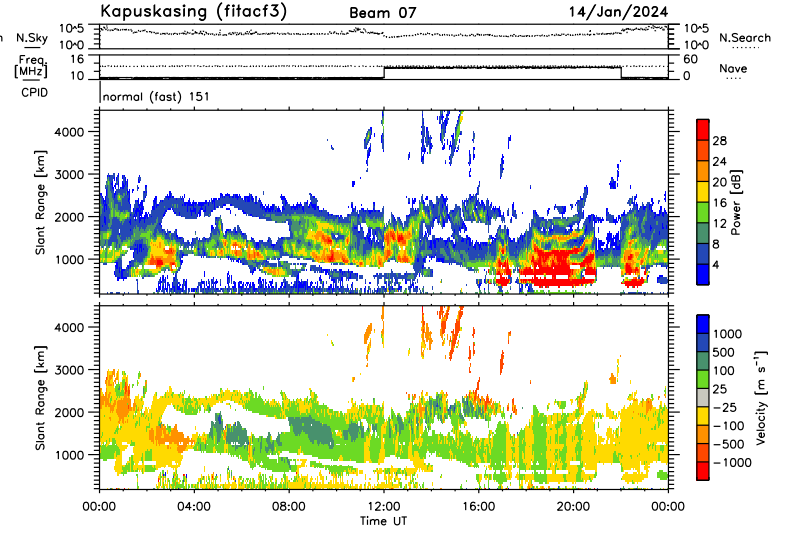 Kapuskasing (fitacf3) Beam 07 14/Jan/2024
N.Sky 10^5 10^0 10^5 10^0 N.Search
Freq. [MHz] 16 10 60 0 Nave
CPID normal (fast) 151
Slant Range [km] 4000 3000 2000 1000
28 24 20 16 12 8 4 Power [dB]
Slant Range [km] 4000 3000 2000 1000
1000 500 100 25 −25 −100 −500 −1000 Velocity [m s⁻¹]
00:00 04:00 08:00 12:00 16:00 20:00 00:00
Time UT